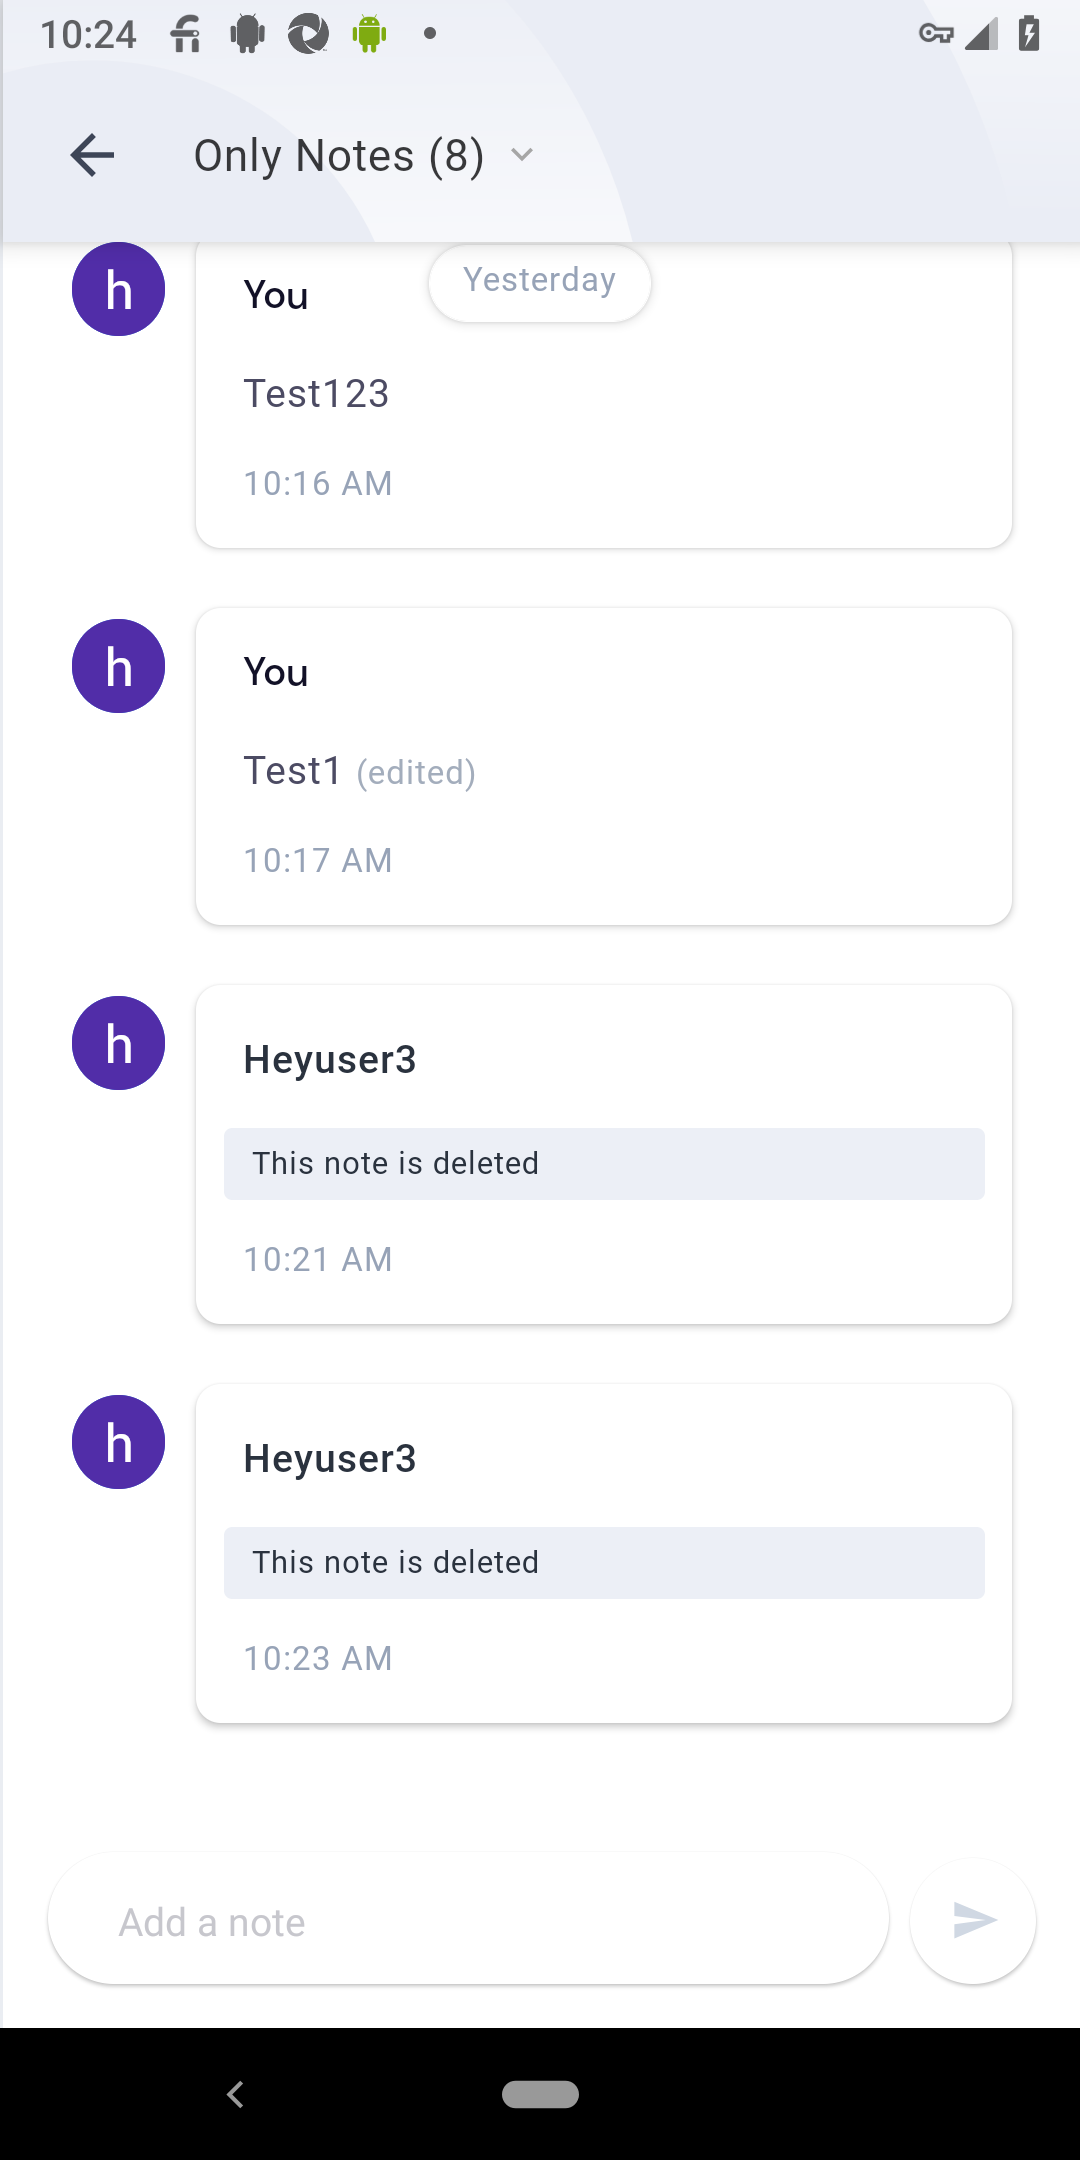 10:24
Only Notes (8)
h
You
Yesterday
Test123
10:16 AM
h
You
Test1 (edited)
10:17 AM
h
Heyuser3
This note is deleted
10:21 AM
h
Heyuser3
This note is deleted
10:23 AM
Add a note